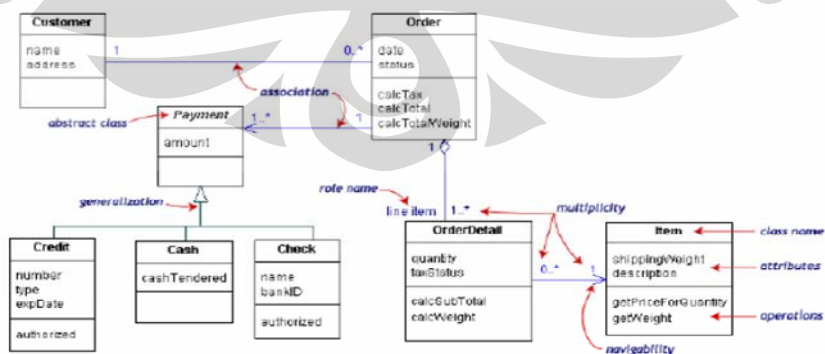 Customer
name
address
1
0..*
Order
date
status
calcTax
calcTotal
calcTotalWeight
association
abstract class
Payment
amount
1..*
1
1
generalization
role name
line item
1..*
multiplicity
Credit
number
type
expDate
authorized
Cash
cashTendered
Check
name
bankID
authorized
OrderDetail
quantity
taxStatus
calcSubTotal
calcWeight
0..*
1
Item
shippingWeight
description
getPriceForQuantity
getWeight
class name
attributes
operations
navigability